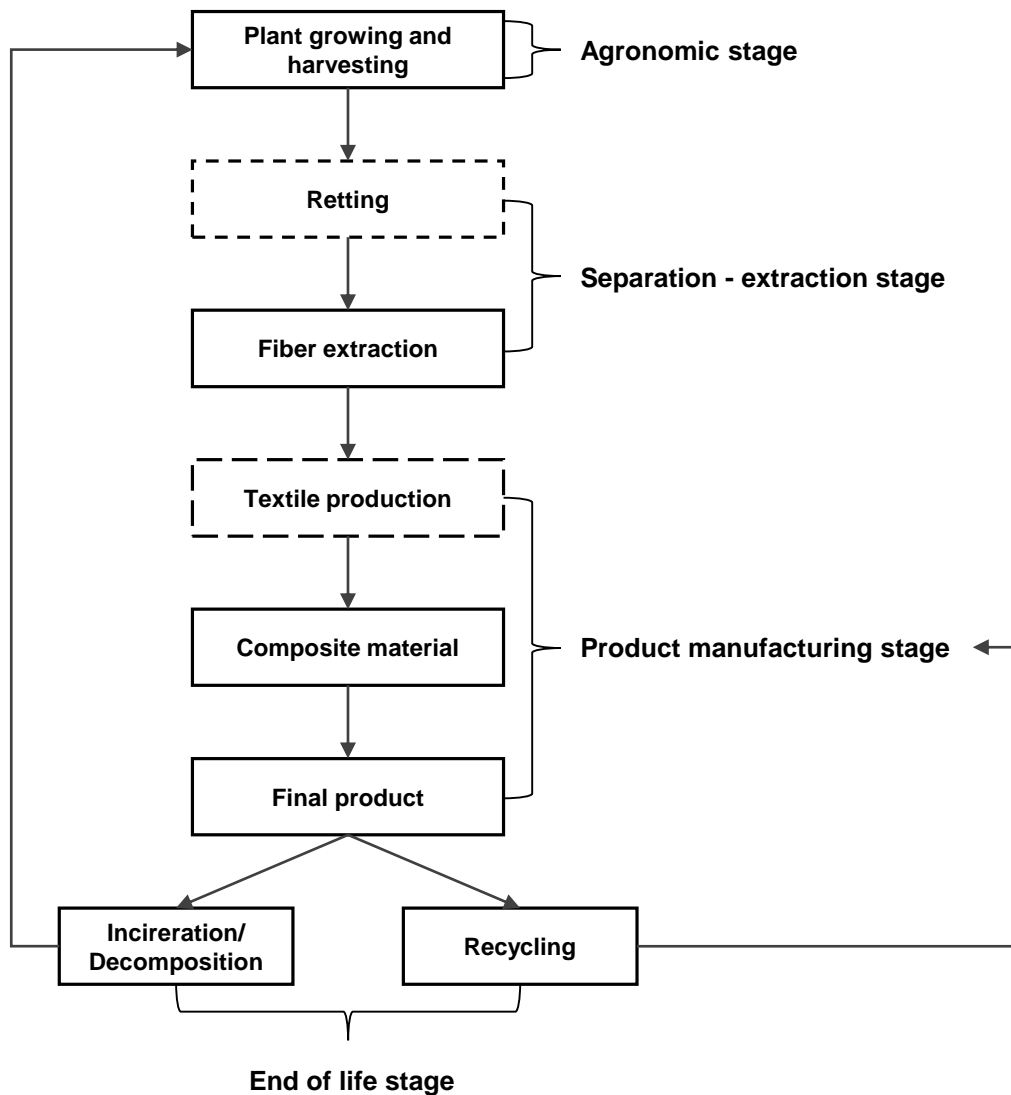 Plant growing and
harvesting
Agronomic stage
Retting
Separation - extraction stage
Fiber extraction
Textile production
Composite material
Product manufacturing stage
Final product
Incireration/
Decomposition
Recycling
End of life stage